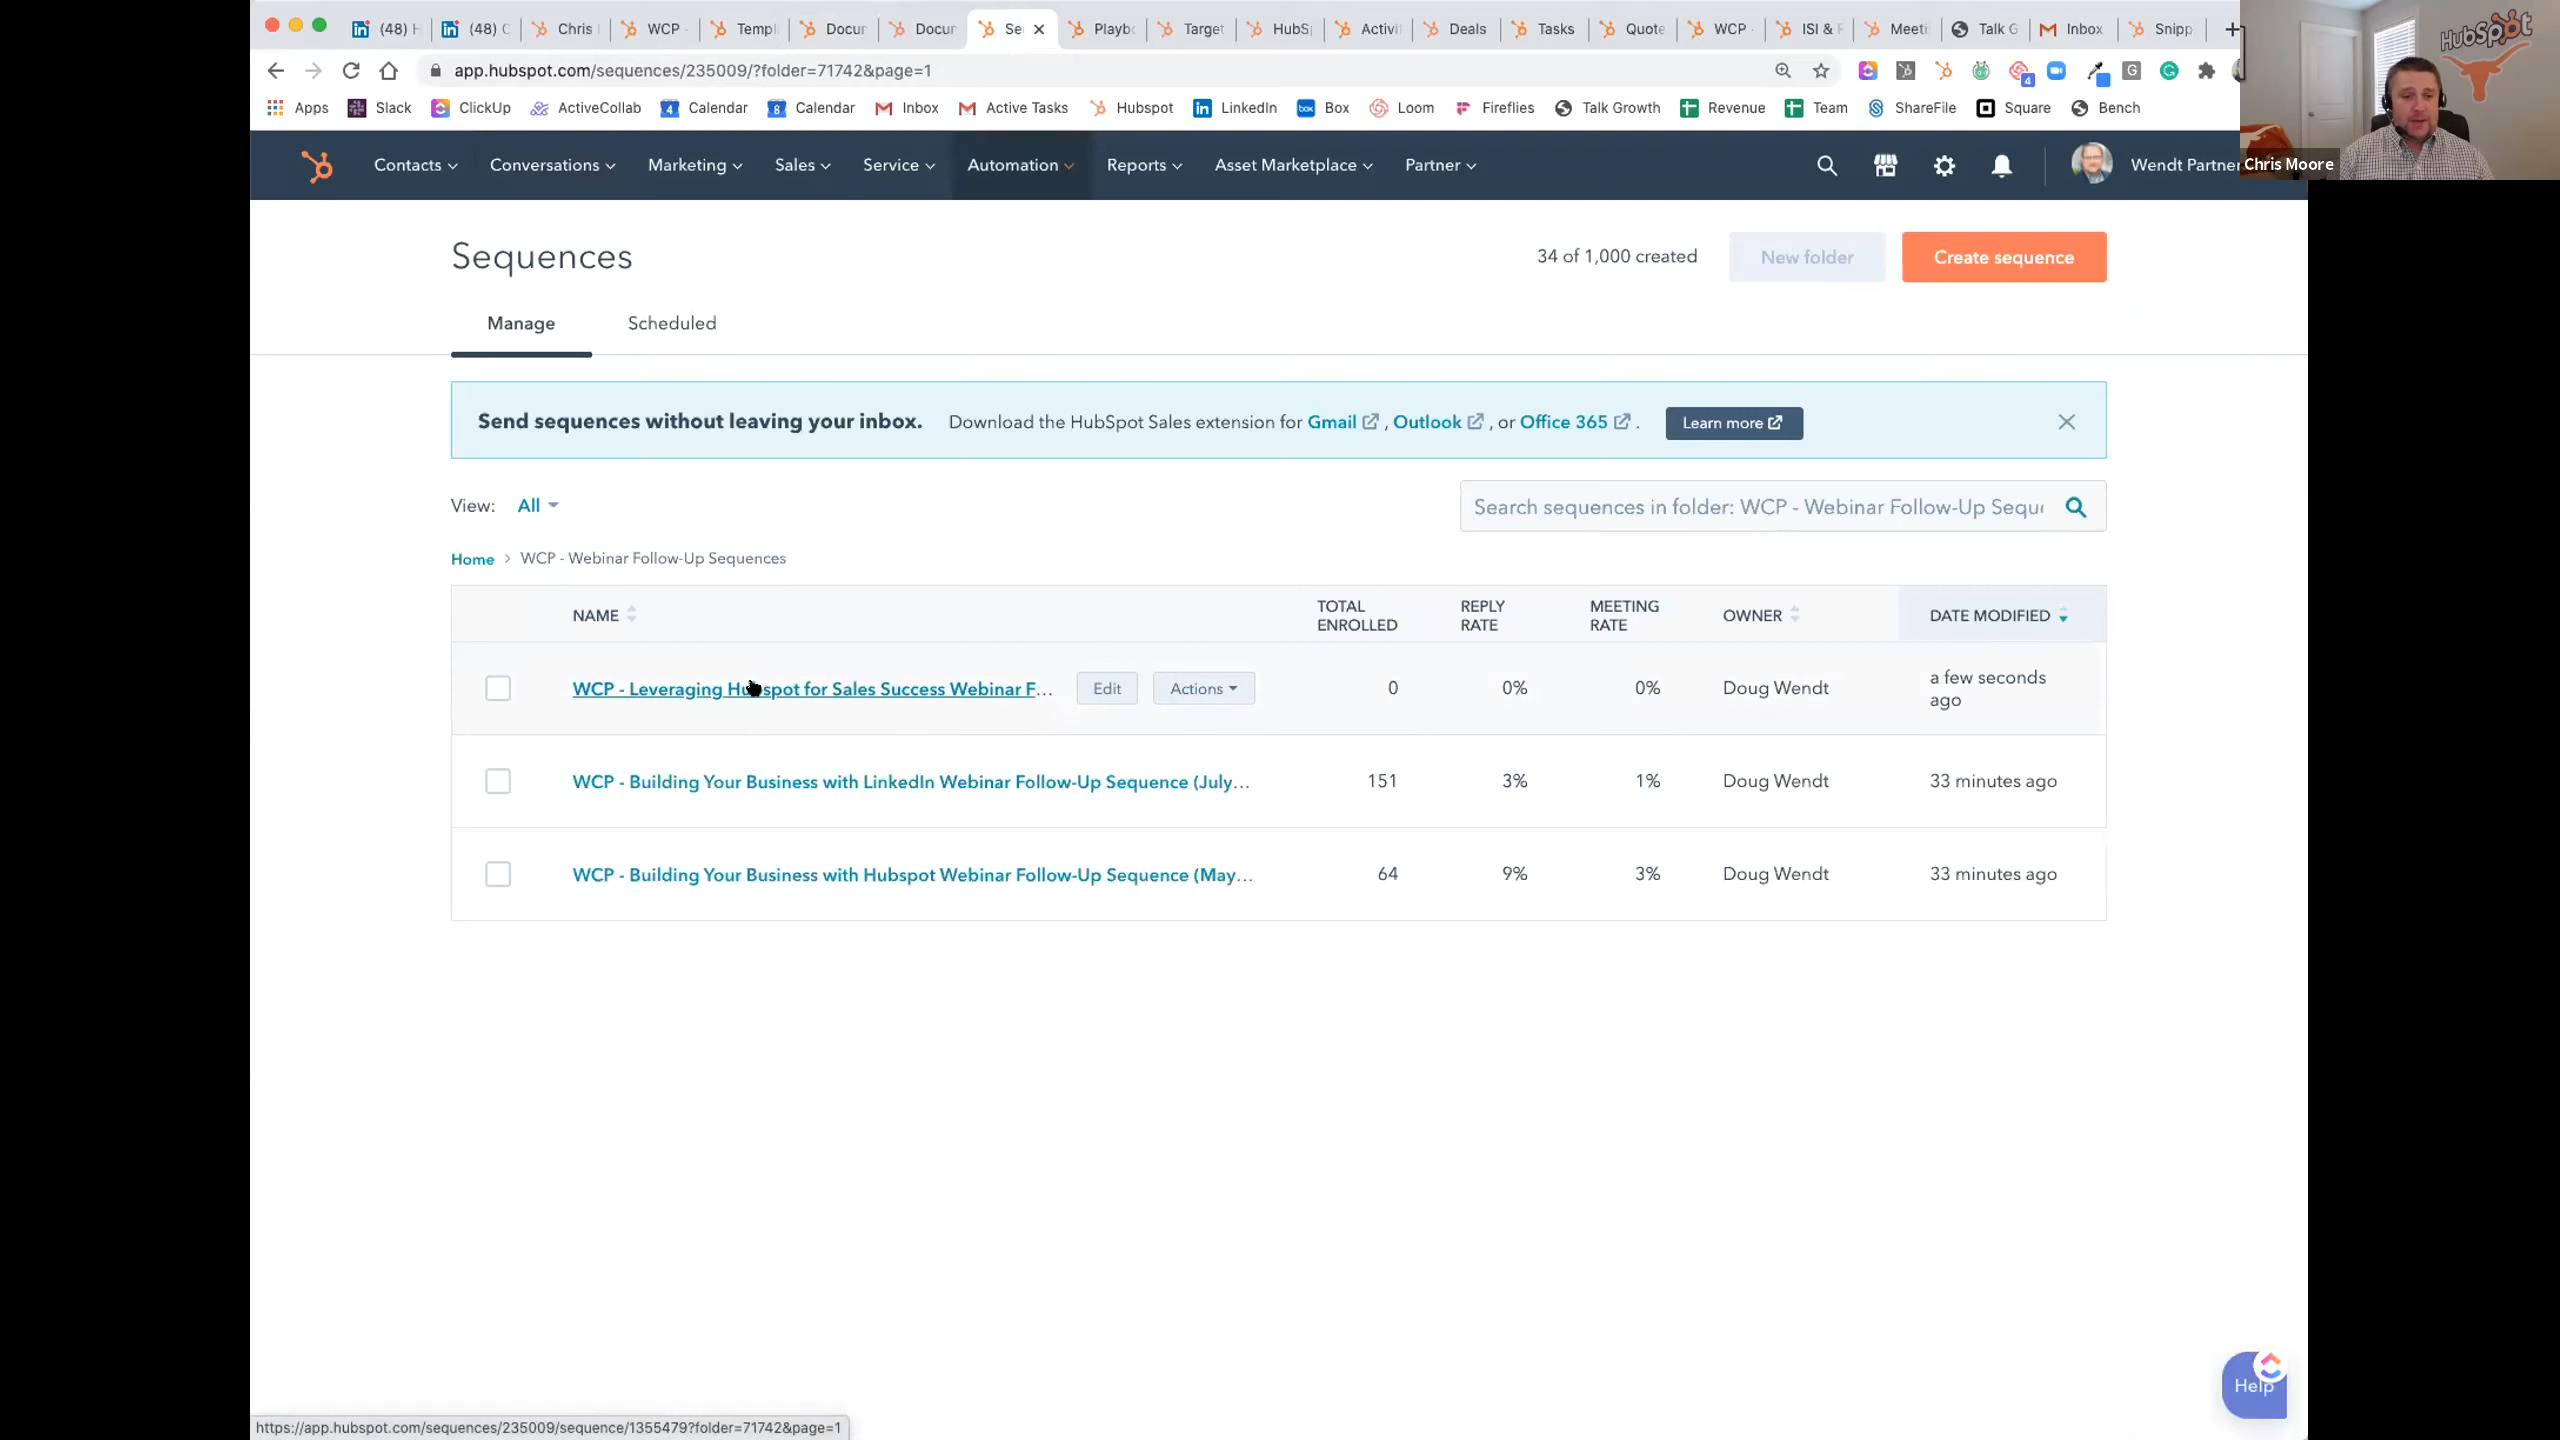 (48) H (48) C Chris WCP - Templ Docur Docur Se Playbo Target HubS Activi Deals Tasks Quote WCP - ISI & R Meeti Talk G Inbox Snipp
app.hubspot.com/sequences/235009/?folder=71742&page=1
4
Apps Slack ClickUp ActiveCollab 4 Calendar 8 Calendar Inbox Active Tasks Hubspot LinkedIn box Box Loom Fireflies Talk Growth Revenue Team ShareFile Square Bench
HubSpot
Chris Moore
Contacts Conversations Marketing Sales Service Automation Reports Asset Marketplace Partner Wendt Partner
Sequences
34 of 1,000 created
New folder
Create sequence
Manage Scheduled
Send sequences without leaving your inbox. Download the HubSpot Sales extension for Gmail , Outlook , or Office 365 . Learn more
View: All
Search sequences in folder: WCP - Webinar Follow-Up Sequ
Home > WCP - Webinar Follow-Up Sequences
NAME TOTAL ENROLLED REPLY RATE MEETING RATE OWNER DATE MODIFIED
WCP - Leveraging Hubspot for Sales Success Webinar F... Edit Actions 0 0% 0% Doug Wendt a few seconds ago
WCP - Building Your Business with LinkedIn Webinar Follow-Up Sequence (July... 151 3% 1% Doug Wendt 33 minutes ago
WCP - Building Your Business with Hubspot Webinar Follow-Up Sequence (May... 64 9% 3% Doug Wendt 33 minutes ago
Help
https://app.hubspot.com/sequences/235009/sequence/1355479?folder=71742&page=1